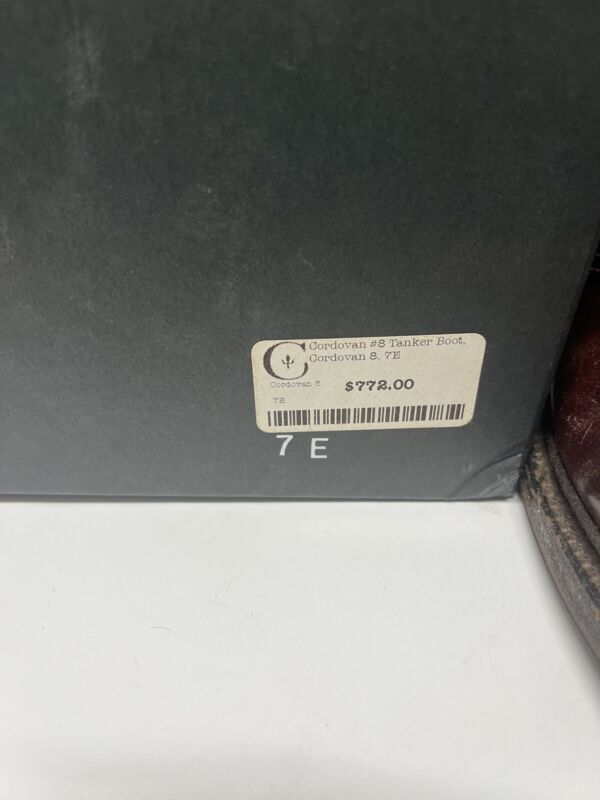 C
Cordovan #8 Tanker Boot,
Cordovan 8, 7E
Cordovan 8
$772.00
7E
7 E